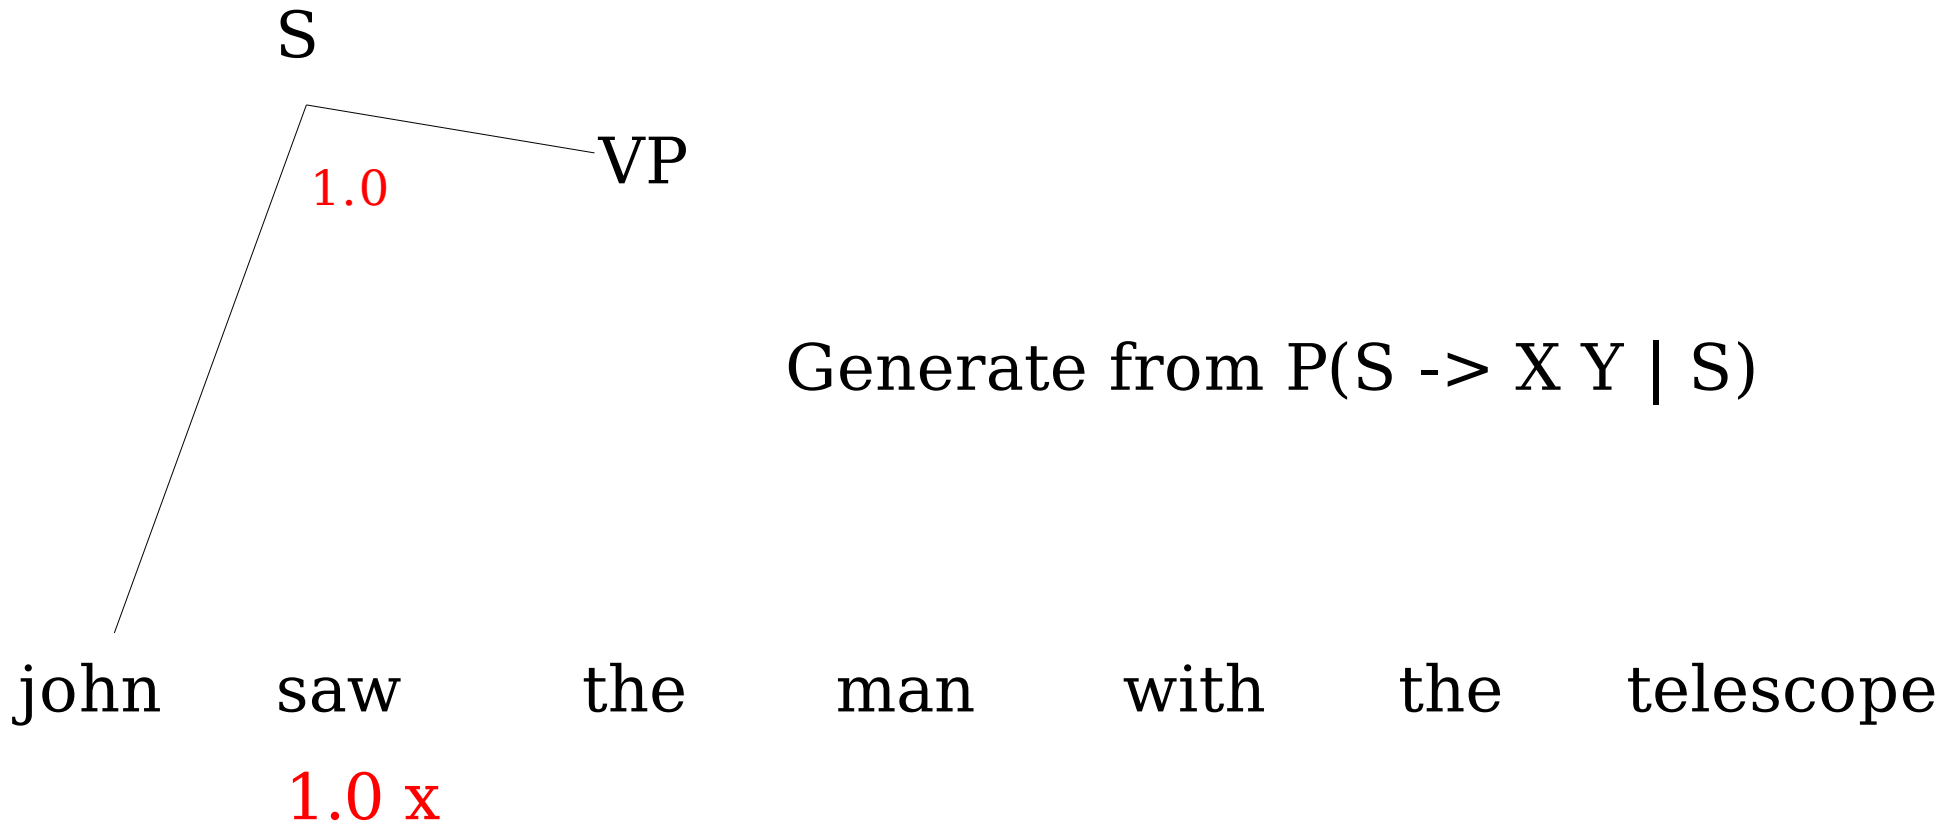 S
VP
1.0
Generate from P(S -> X Y | S)
john saw the man with the telescope
1.0 x